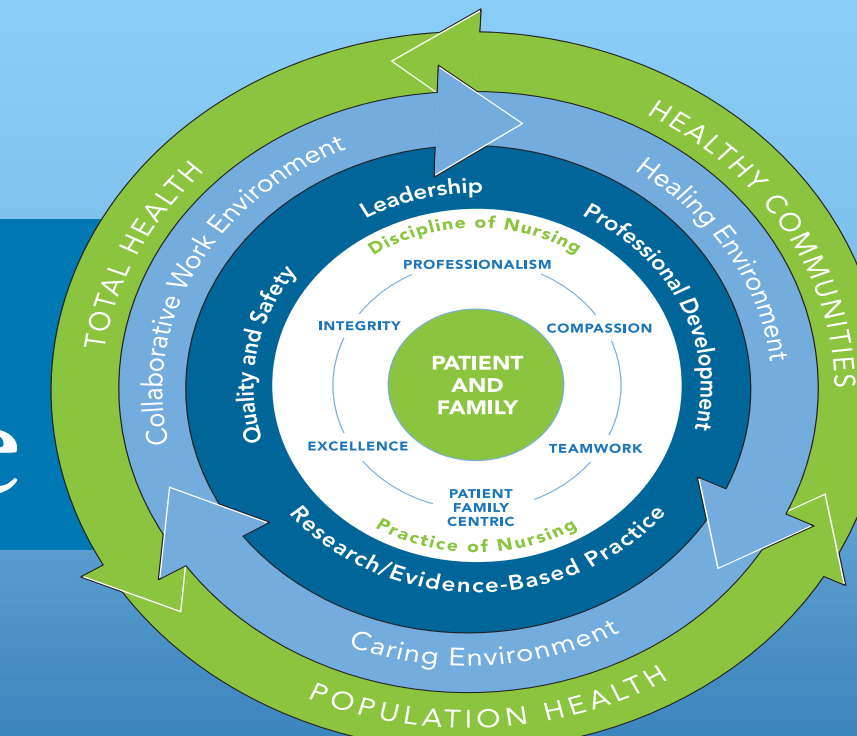 TOTAL HEALTH
HEALTHY COMMUNITIES
POPULATION HEALTH
Collaborative Work Environment
Healing Environment
Caring Environment
Leadership
Professional Development
Quality and Safety
Research/Evidence-Based Practice
Discipline of Nursing
PROFESSIONALISM
INTEGRITY
COMPASSION
PATIENT
AND
FAMILY
EXCELLENCE
TEAMWORK
PATIENT
FAMILY
CENTRIC
Practice of Nursing
e